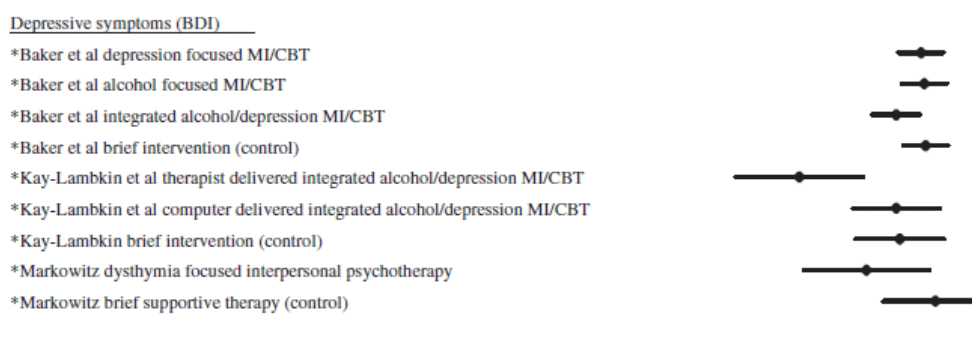 Depressive symptoms (BDI)
*Baker et al depression focused MI/CBT
*Baker et al alcohol focused MI/CBT
*Baker et al integrated alcohol/depression MI/CBT
*Baker et al brief intervention (control)
*Kay-Lambkin et al therapist delivered integrated alcohol/depression MI/CBT
*Kay-Lambkin et al computer delivered integrated alcohol/depression MI/CBT
*Kay-Lambkin brief intervention (control)
*Markowitz dysthymia focused interpersonal psychotherapy
*Markowitz brief supportive therapy (control)